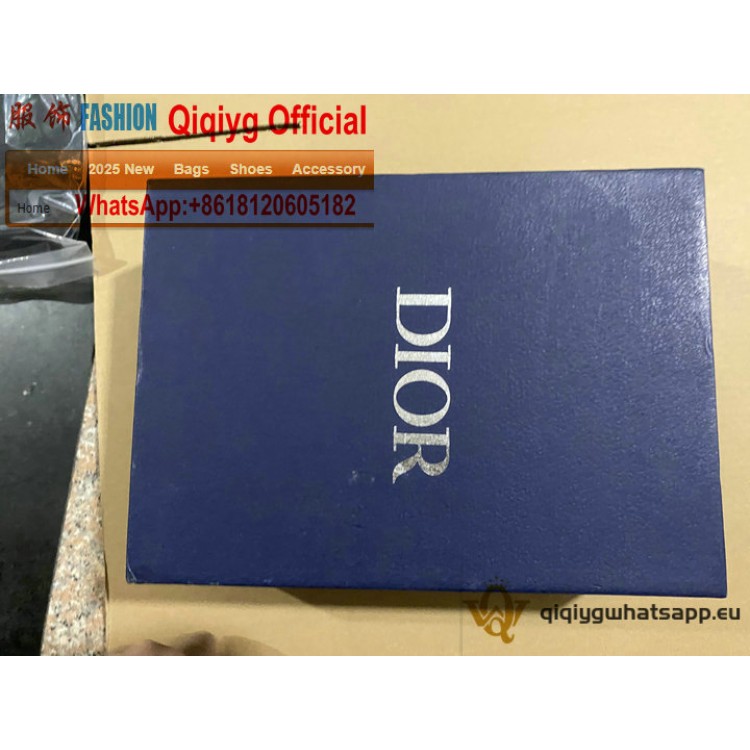 服饰 FASHION Qiqiyg Official
Home 2025 New Bags Shoes Accessory
Home WhatsApp:+8618120605182
DIOR
qiqiygwhatsapp.eu